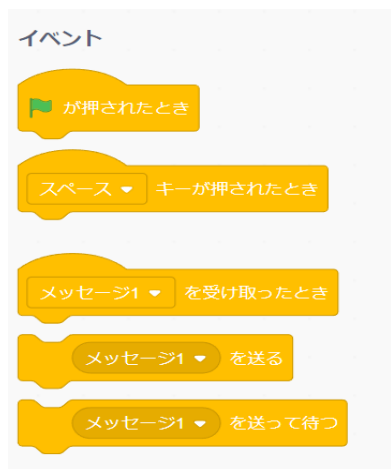 イベント
が押されたとき
スペース キーが押されたとき
メッセージ1 を受け取ったとき
メッセージ1 を送る
メッセージ1 を送って待つ